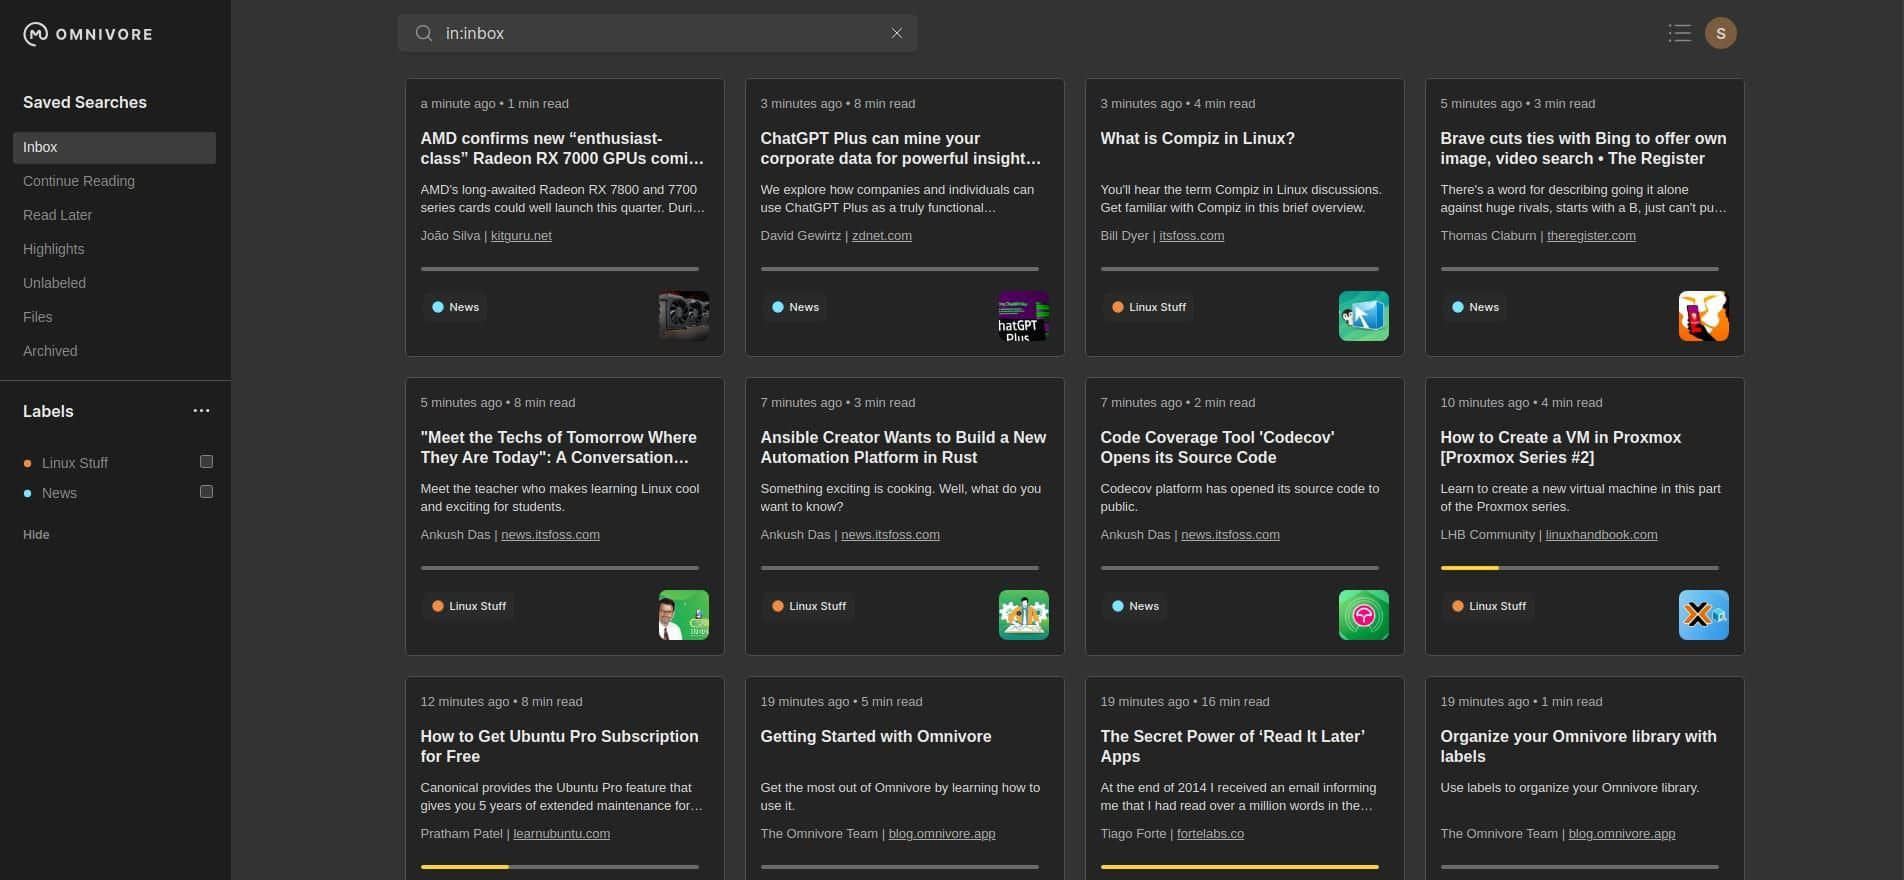 OMNIVORE
in:inbox
S
Saved Searches
Inbox
Continue Reading
Read Later
Highlights
Unlabeled
Files
Archived
Labels
Linux Stuff
News
Hide
a minute ago • 1 min read
AMD confirms new “enthusiast-
class” Radeon RX 7000 GPUs comi…
AMD's long-awaited Radeon RX 7800 and 7700
series cards could well launch this quarter. Duri…
João Silva | kitguru.net
News
3 minutes ago • 8 min read
ChatGPT Plus can mine your
corporate data for powerful insight…
We explore how companies and individuals can
use ChatGPT Plus as a truly functional…
David Gewirtz | zdnet.com
News
hatGPT
Plus
3 minutes ago • 4 min read
What is Compiz in Linux?
You'll hear the term Compiz in Linux discussions.
Get familiar with Compiz in this brief overview.
Bill Dyer | itsfoss.com
Linux Stuff
5 minutes ago • 3 min read
Brave cuts ties with Bing to offer own
image, video search • The Register
There's a word for describing going it alone
against huge rivals, starts with a B, just can't pu…
Thomas Claburn | theregister.com
News
5 minutes ago • 8 min read
"Meet the Techs of Tomorrow Where
They Are Today": A Conversation…
Meet the teacher who makes learning Linux cool
and exciting for students.
Ankush Das | news.itsfoss.com
Linux Stuff
7 minutes ago • 3 min read
Ansible Creator Wants to Build a New
Automation Platform in Rust
Something exciting is cooking. Well, what do you
want to know?
Ankush Das | news.itsfoss.com
Linux Stuff
7 minutes ago • 2 min read
Code Coverage Tool 'Codecov'
Opens its Source Code
Codecov platform has opened its source code to
public.
Ankush Das | news.itsfoss.com
News
10 minutes ago • 4 min read
How to Create a VM in Proxmox
[Proxmox Series #2]
Learn to create a new virtual machine in this part
of the Proxmox series.
LHB Community | linuxhandbook.com
Linux Stuff
12 minutes ago • 8 min read
How to Get Ubuntu Pro Subscription
for Free
Canonical provides the Ubuntu Pro feature that
gives you 5 years of extended maintenance for…
Pratham Patel | learnubuntu.com
19 minutes ago • 5 min read
Getting Started with Omnivore
Get the most out of Omnivore by learning how to
use it.
The Omnivore Team | blog.omnivore.app
19 minutes ago • 16 min read
The Secret Power of ‘Read It Later’
Apps
At the end of 2014 I received an email informing
me that I had read over a million words in the…
Tiago Forte | fortelabs.co
19 minutes ago • 1 min read
Organize your Omnivore library with
labels
Use labels to organize your Omnivore library.
The Omnivore Team | blog.omnivore.app